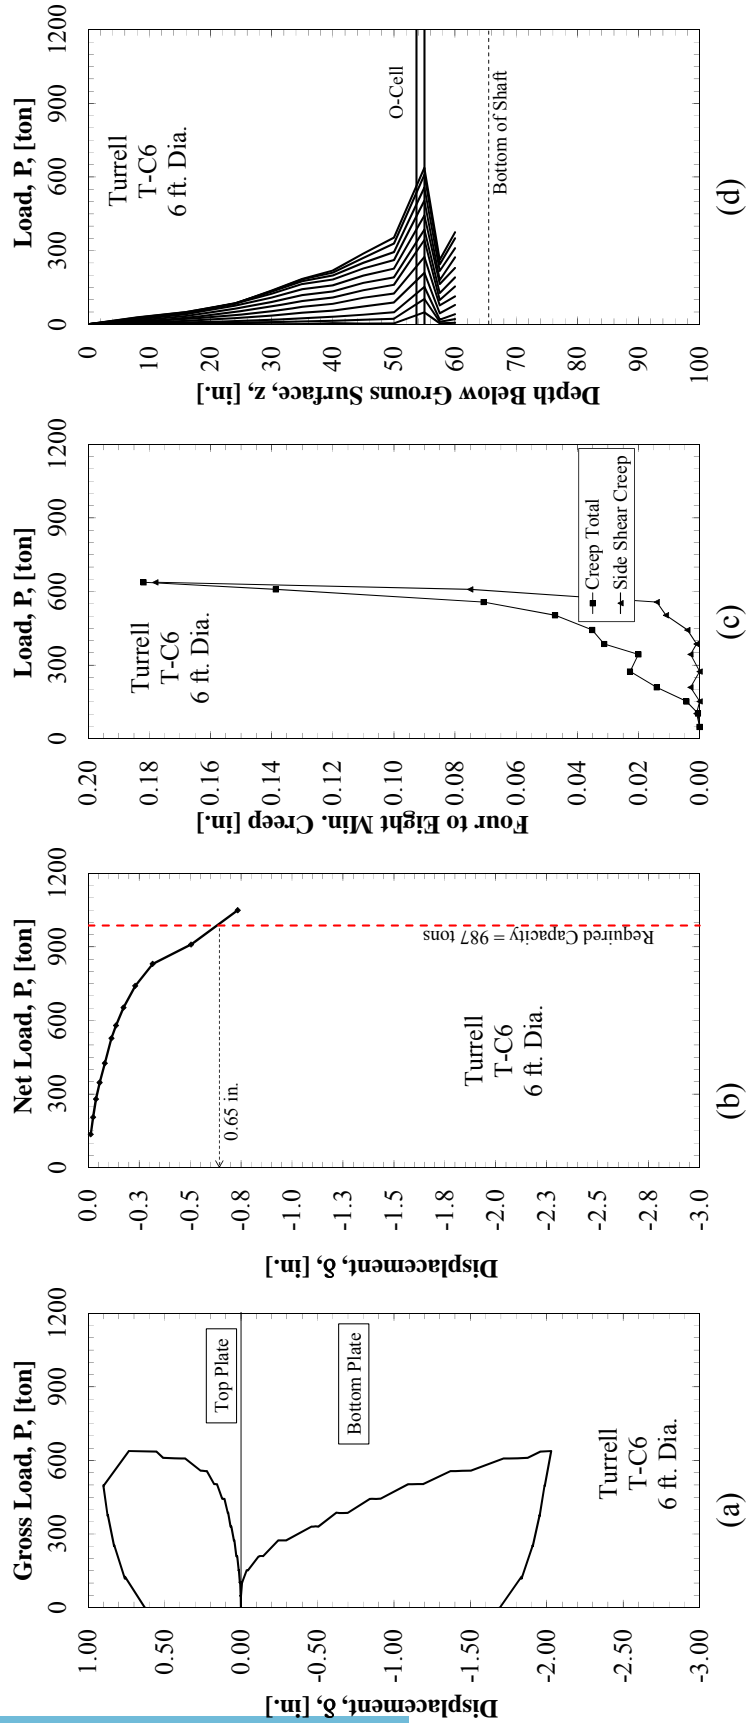 Gross Load, P, [ton]
0 300 600 900 1200
1.00
0.50
0.00
-0.50
-1.00
-1.50
-2.00
-2.50
-3.00
Displacement, δ, [in.]
Top Plate
Bottom Plate
Turrell
T-C6
6 ft. Dia.
(a)
Net Load, P, [ton]
0 300 600 900 1200
0.0
-0.3
-0.5
-0.8
-1.0
-1.3
-1.5
-1.8
-2.0
-2.3
-2.5
-2.8
-3.0
Displacement, δ, [in.]
0.65 in.
Required Capacity = 987 tons
Turrell
T-C6
6 ft. Dia.
(b)
Load, P, [ton]
0 300 600 900 1200
0.20
0.18
0.16
0.14
0.12
0.10
0.08
0.06
0.04
0.02
0.00
Four to Eight Min. Creep [in.]
Turrell
T-C6
6 ft. Dia.
Creep Total
Side Shear Creep
(c)
Load, P, [ton]
0 300 600 900 1200
0
10
20
30
40
50
60
70
80
90
100
Depth Below Grouns Surface, z, [in.]
Turrell
T-C6
6 ft. Dia.
O-Cell
Bottom of Shaft
(d)